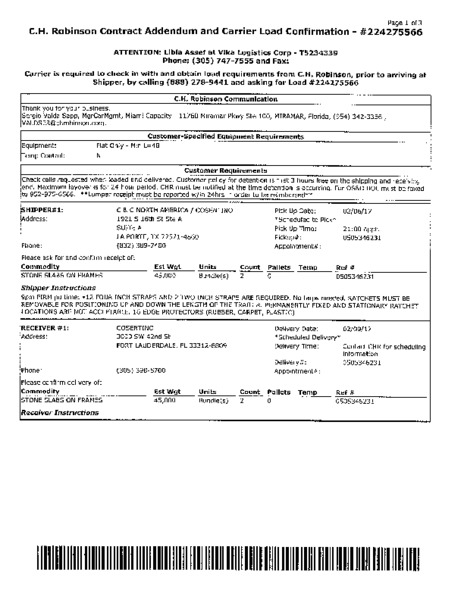 Page 1 of 3
C.H. Robinson Contract Addendum and Carrier Load Confirmation - #224275566
ATTENTION: Libia Assef at Vika Logistics Corp - T5234339
Phone: (305) 747-7555 and Fax:
Carrier is required to check in with and obtain load requirements from C.H. Robinson, prior to arriving at
Shipper, by calling (888) 278-9441 and asking for Load #224275566
C.H. Robinson Communication
Thank you for your business.
Sergio Valds Sapp, MgrCarMgmt, Miami Capacity 11760 Miramar Pkwy Ste 100, MIRAMAR, Florida, (954) 342-3356,
Customer-Specified Equipment Requirements
Equipment: Flat Only - Min L=48
Temp Control: N
Customer Requirements
Check calls requested when loaded and delivered. Customer policy for detention is first 3 hours free on the shipping and receiving
end. Maximum layover is for 24 hour period. CHR must be notified at the time detention is occurring. For OS&D BOL must be faxed
to 952-975-6566. **Lumper receipt must be reported w/in 24hrs. order to be reimbursed**
SHIPPER#1: C & C NORTH AMERICA / COSENTINO Pick Up Date: 02/06/17
Address: 1921 S 16th St Ste A *Scheduled to Pick*
SUITE A Pick Up Time: 21:00 Appt.
LA PORTE, TX 77571-4660 Pickup#: 0505346231
Phone: (832) 389-7400 Appointment#:
Please ask for and confirm receipt of:
Commodity Est Wgt Units Count Pallets Temp Ref #
STONE SLABS ON FRAMES 45,000 Bundle(s) 2 0 0505346231
Shipper Instructions
9pm FIRM pu time: *12 FOUR INCH STRAPS AND 2 TWO INCH STRAPS ARE REQUIRED. No tarps needed. RATCHETS MUST BE
REMOVABLE FOR POSITIONING UP AND DOWN THE LENGTH OF THE TRAILER. PERMANENTLY FIXED AND STATIONARY RATCHET
LOCATIONS ARE NOT ACCEPTABLE. 16 EDGE PROTECTORS (RUBBER, CARPET, PLASTIC)
RECEIVER #1: COSENTINO Delivery Date: 02/09/17
Address: 3000 SW 42nd St *Scheduled Delivery*
FORT LAUDERDALE, FL 33312-6809 Delivery Time: Contact CHR for scheduling
information
Delivery#: 0505346231
Phone: Appointment#:
Please confirm delivery of:
Commodity Est Wgt Units Count Pallets Temp Ref #
STONE SLABS ON FRAMES 45,000 Bundle(s) 2 0 0505346231
Receiver Instructions